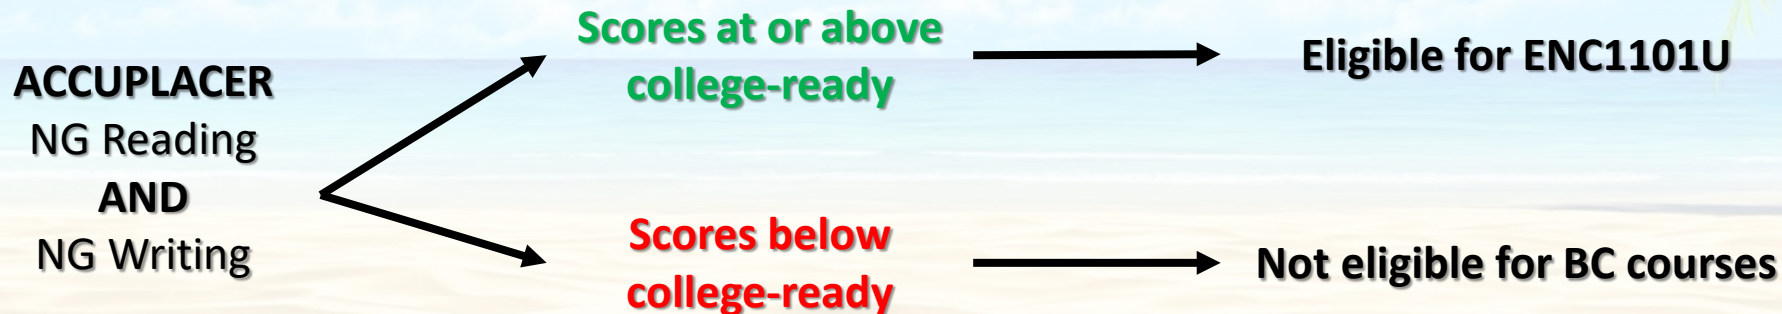 ACCUPLACER
NG Reading
AND
NG Writing
Scores at or above
college-ready
Eligible for ENC1101U
Scores below
college-ready
Not eligible for BC courses